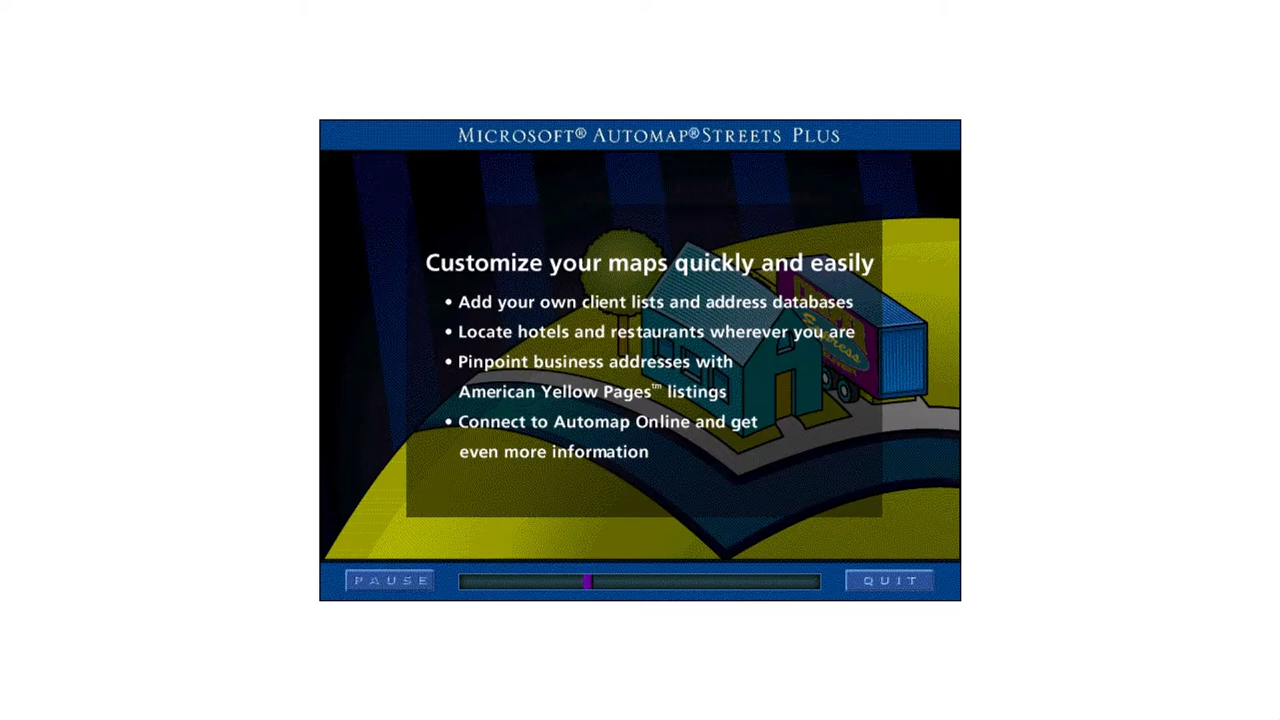 MICROSOFT® AUTOMAP® STREETS PLUS
Customize your maps quickly and easily
• Add your own client lists and address databases
• Locate hotels and restaurants wherever you are
• Pinpoint business addresses with
American Yellow Pages™ listings
• Connect to Automap Online and get
even more information
Express
PAUSE
QUIT